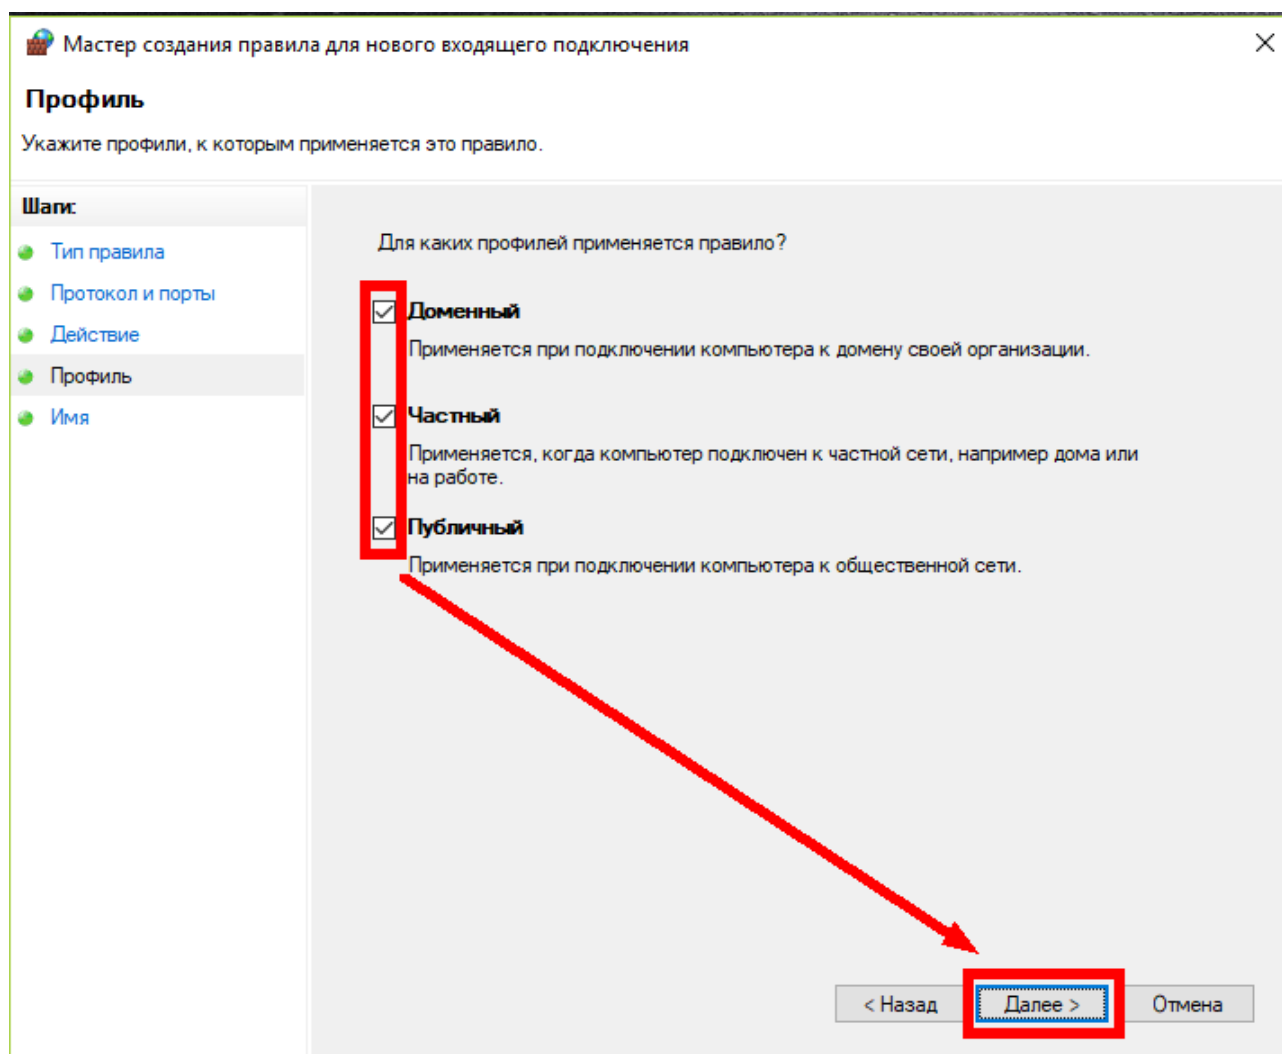 Мастер создания правила для нового входящего подключения
Профиль
Укажите профили, к которым применяется это правило.
Шаги:
Тип правила
Протокол и порты
Действие
Профиль
Имя
Для каких профилей применяется правило?
Доменный
Применяется при подключении компьютера к домену своей организации.
Частный
Применяется, когда компьютер подключен к частной сети, например дома или
на работе.
Публичный
Применяется при подключении компьютера к общественной сети.
< Назад
Далее >
Отмена